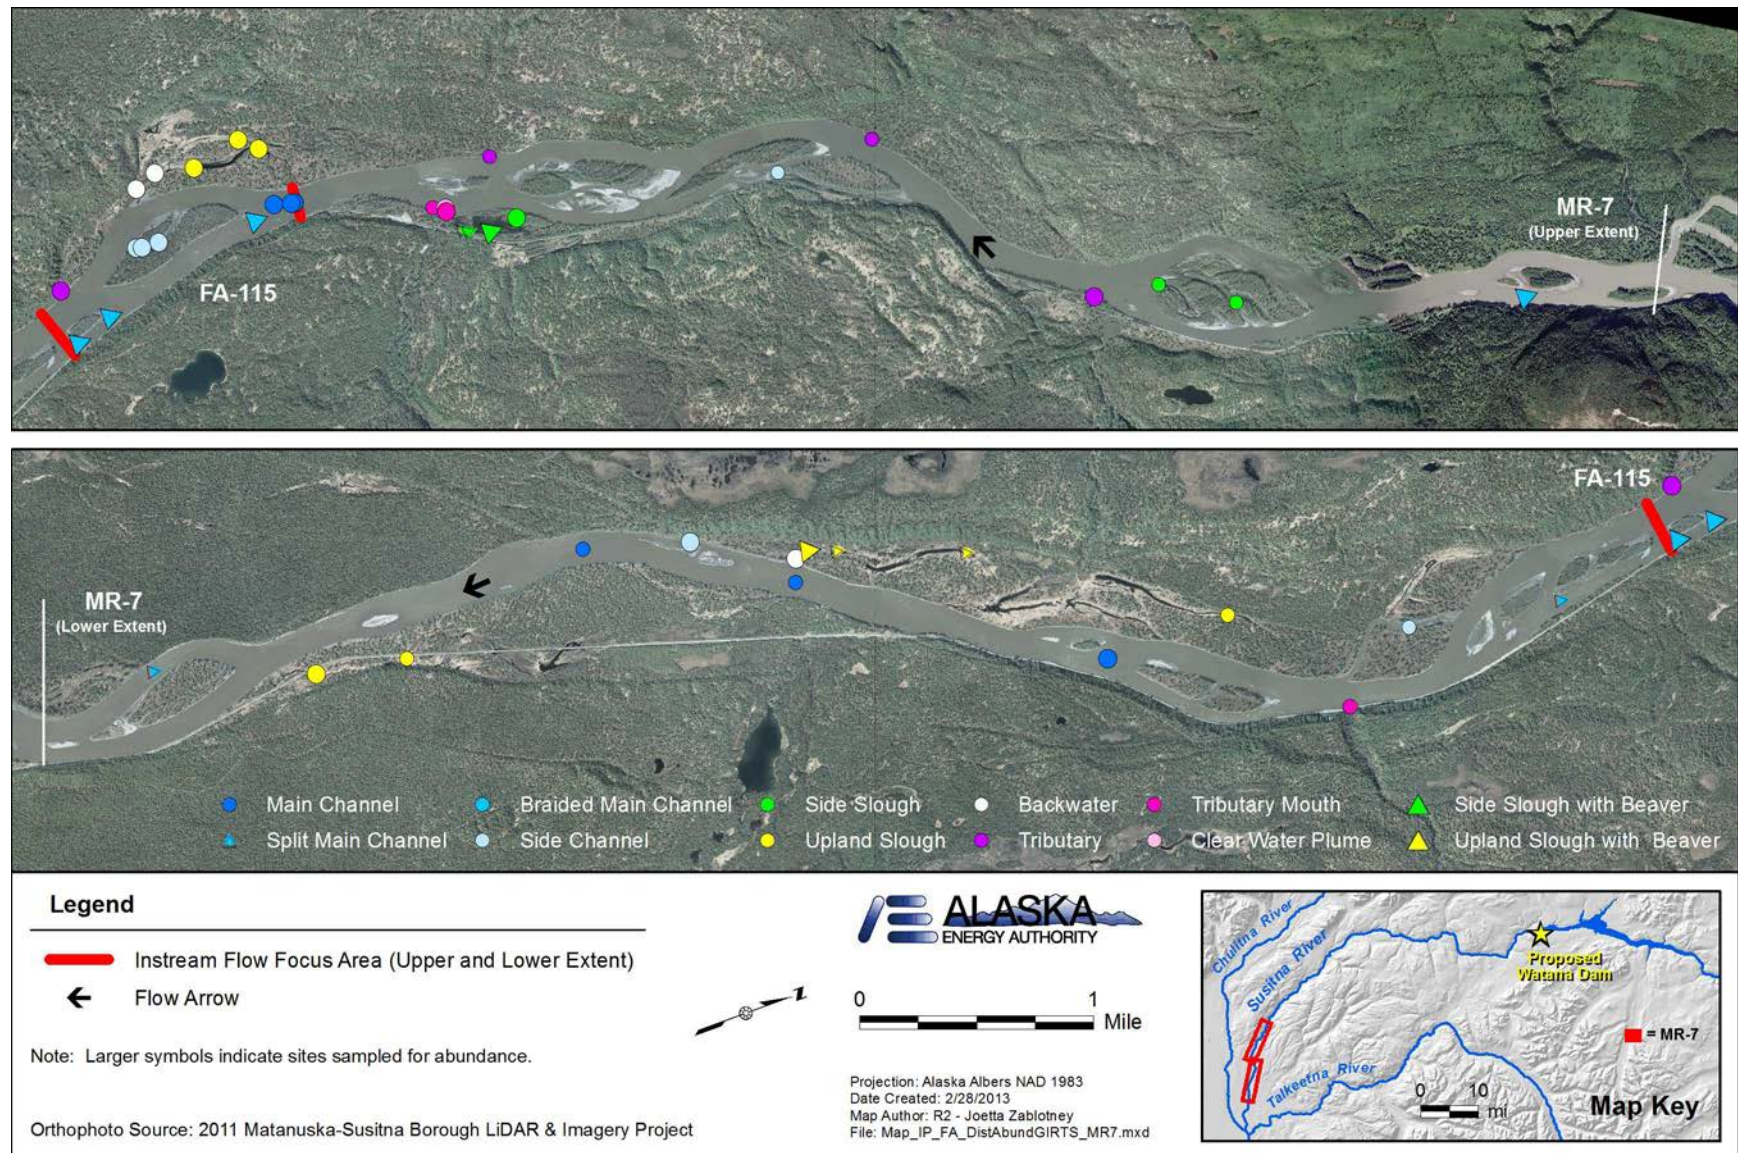 MR-7
(Upper Extent)
FA-115
FA-115
MR-7
(Lower Extent)
Main Channel
Braided Main Channel
Side Slough
Backwater
Tributary Mouth
Side Slough with Beaver
Split Main Channel
Side Channel
Upland Slough
Tributary
Clear Water Plume
Upland Slough with Beaver
Legend
Instream Flow Focus Area (Upper and Lower Extent)
Flow Arrow
Note: Larger symbols indicate sites sampled for abundance.
Orthophoto Source: 2011 Matanuska-Susitna Borough LiDAR & Imagery Project
Z
ALASKA
ENERGY AUTHORITY
0 1
Mile
Projection: Alaska Albers NAD 1983
Date Created: 2/28/2013
Map Author: R2 - Joetta Zablotney
File: Map_IP_FA_DistAbundGIRTS_MR7.mxd
Chulitna River
Susitna River
Proposed
Watana Dam
= MR-7
Talkeetna River
0 10
mi
Map Key